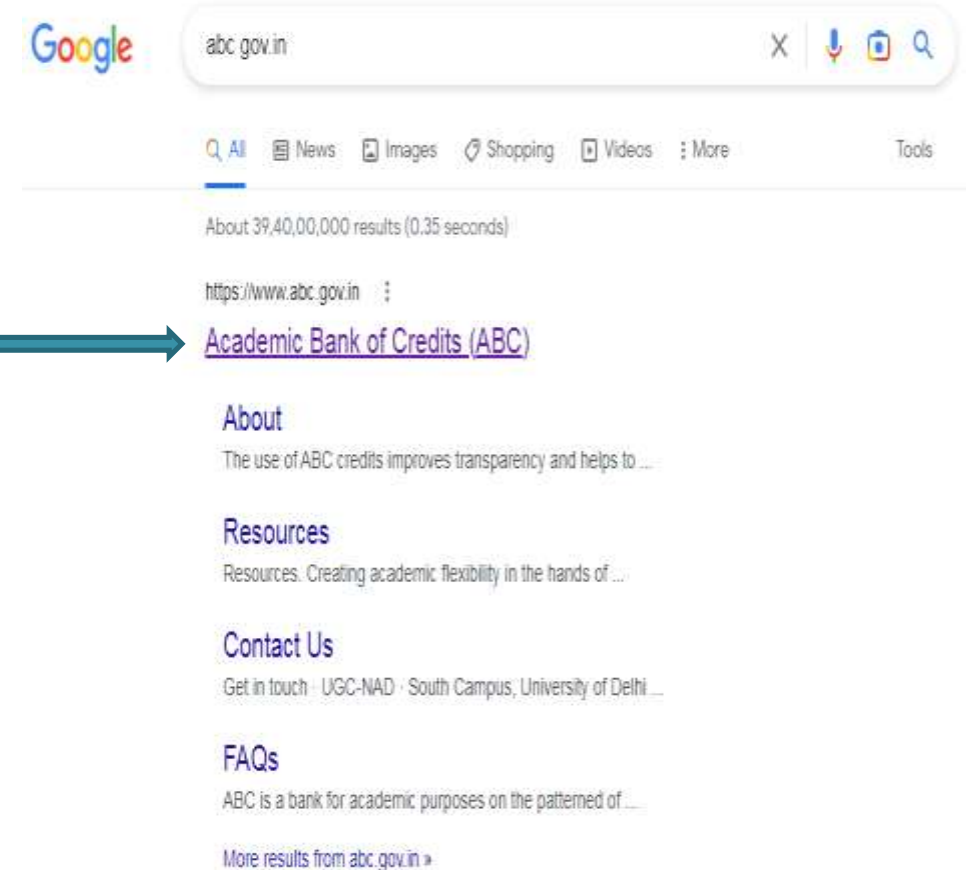 Google
abc gov.in
All News Images Shopping Videos More Tools
About 39,40,00,000 results (0.35 seconds)
https://www.abc.gov.in
Academic Bank of Credits (ABC)
About
The use of ABC credits improves transparency and helps to ...
Resources
Resources. Creating academic flexibility in the hands of ...
Contact Us
Get in touch · UGC-NAD · South Campus, University of Delhi ...
FAQs
ABC is a bank for academic purposes on the patterned of ...
More results from abc.gov.in »